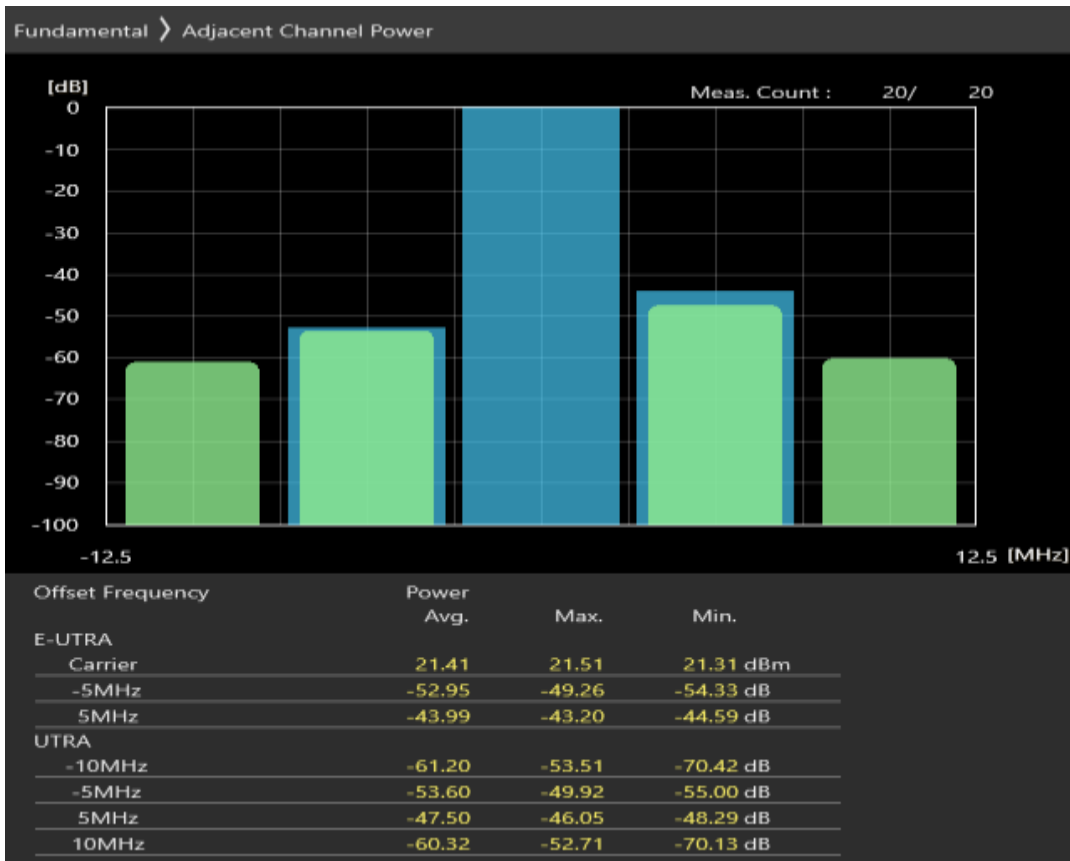 Fundamental ❭ Adjacent Channel Power
[dB]
Meas. Count : 20/ 20
0
-10
-20
-30
-40
-50
-60
-70
-80
-90
-100
-12.5 12.5 [MHz]
Offset Frequency Power
Avg. Max. Min.
E-UTRA
Carrier 21.41 21.51 21.31 dBm
-5MHz -52.95 -49.26 -54.33 dB
5MHz -43.99 -43.20 -44.59 dB
UTRA
-10MHz -61.20 -53.51 -70.42 dB
-5MHz -53.60 -49.92 -55.00 dB
5MHz -47.50 -46.05 -48.29 dB
10MHz -60.32 -52.71 -70.13 dB